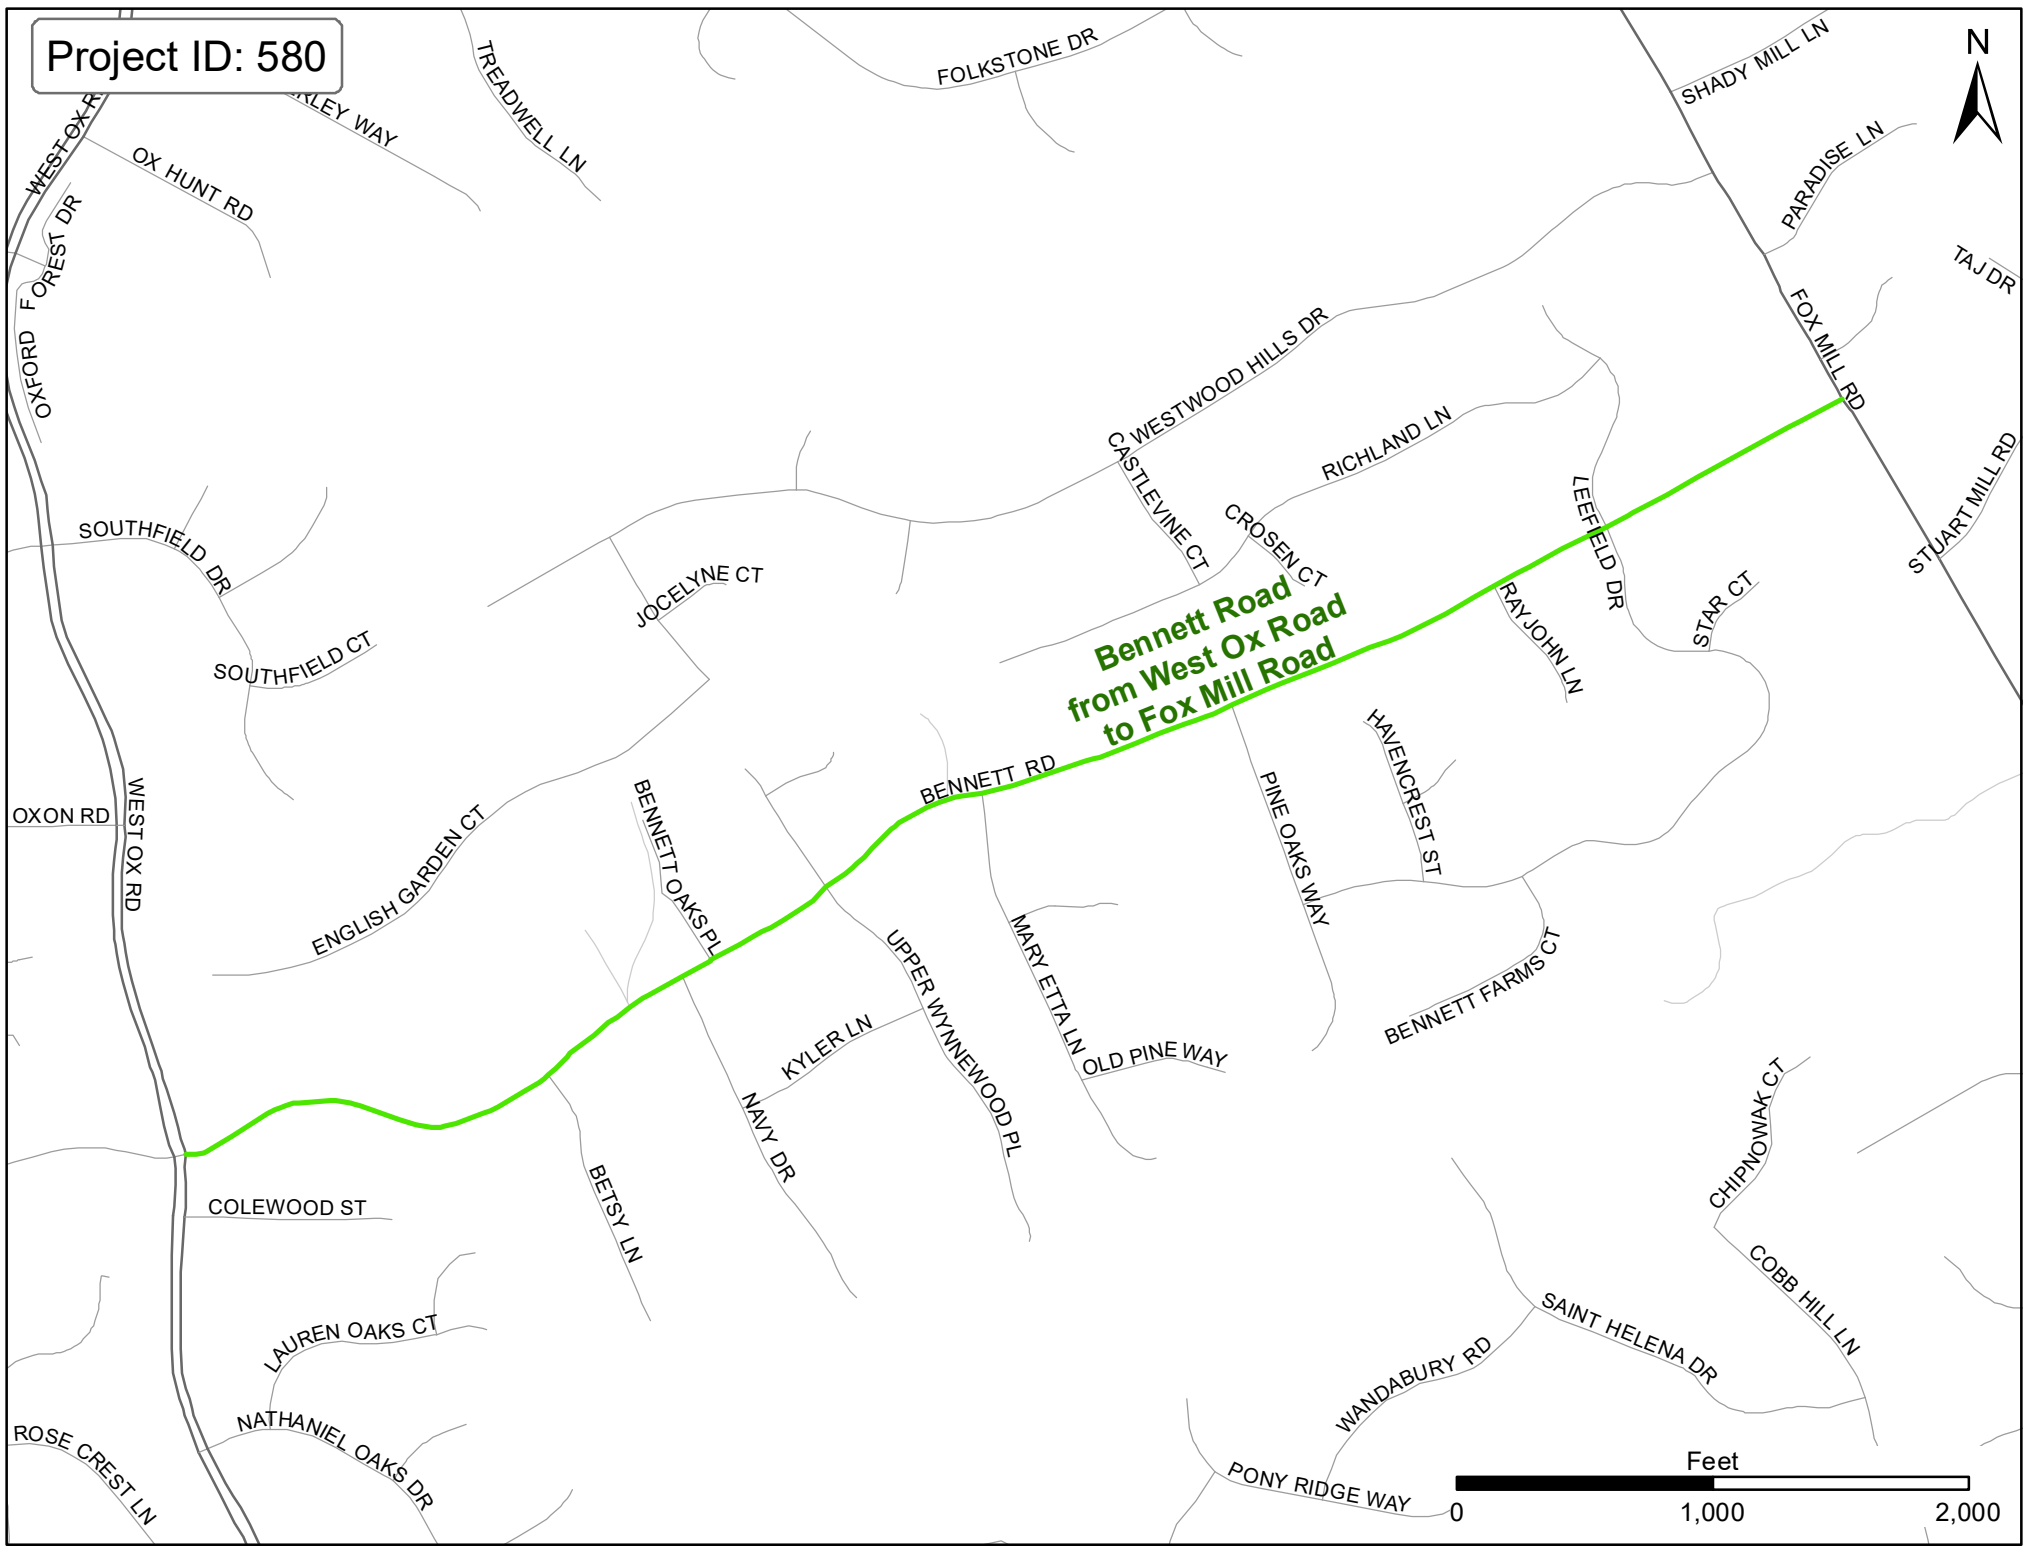 Project ID: 580
N
TREADWELL LN
FOLKSTONE DR
SHADY MILL LN
WEST OX
RLEY WAY
OX HUNT RD
PARADISE LN
OXFORD FOREST DR
TAJ DR
FOX MILL RD
WESTWOOD HILLS DR
CASTLEVINE CT
RICHLAND LN
CROSEN CT
LEEFIELD DR
STUART MILL RD
SOUTHFIELD DR
JOCELYNE CT
SOUTHFIELD CT
RAYJOHN LN
STAR CT
Bennett Road
from West Ox Road
to Fox Mill Road
HAVENCREST ST
BENNETT RD
PINE OAKS WAY
OXON RD
WEST OX RD
BENNETT OAKS PL
ENGLISH GARDEN CT
UPPER WYNNEWOOD PL
MARY ETTA LN
BENNETT FARMS CT
KYLER LN
OLD PINE WAY
NAVY DR
CHIPNOWAK CT
BETSY LN
COLEWOOD ST
COBB HILL LN
LAUREN OAKS CT
SAINT HELENA DR
WANDABURY RD
NATHANIEL OAKS DR
ROSE CREST LN
PONY RIDGE WAY
Feet
0 1,000 2,000